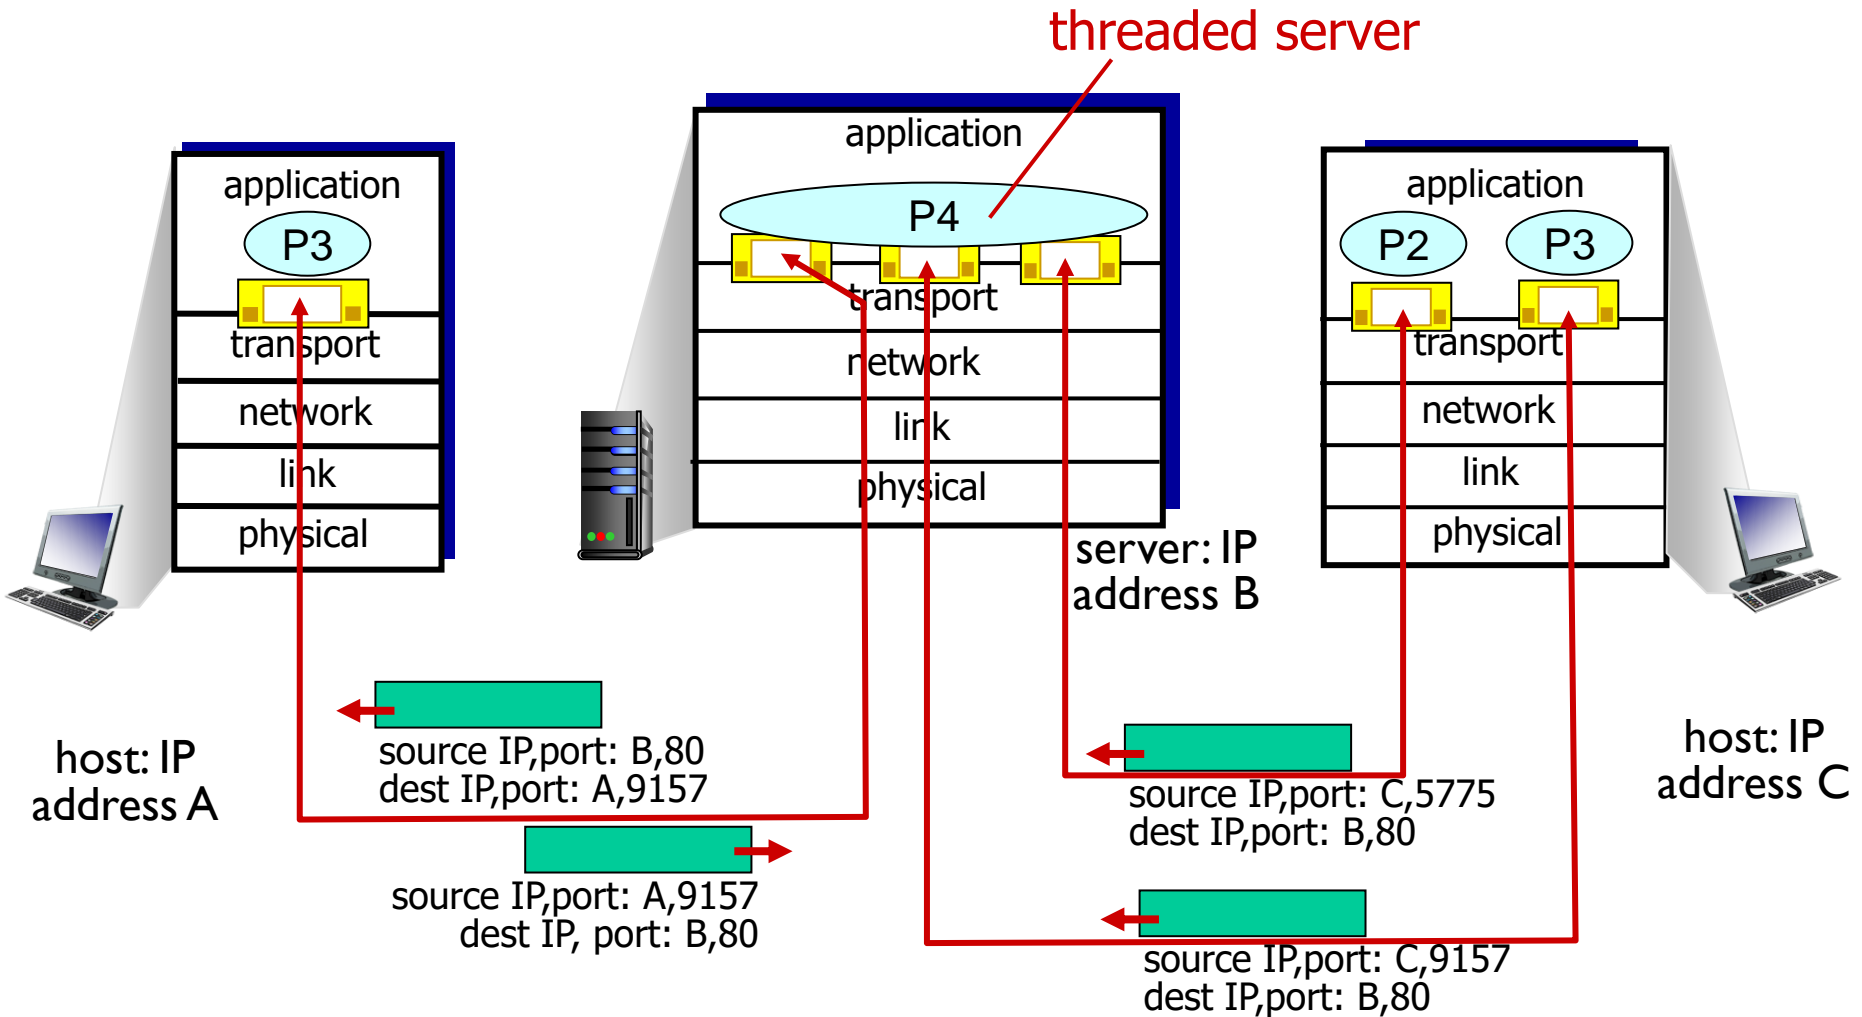 threaded server
application
P3
transport
network
link
physical
application
P4
transport
network
link
physical
application
P2
P3
transport
network
link
physical
server: IP
address B
host: IP
address A
source IP,port: B,80
dest IP,port: A,9157
source IP,port: A,9157
dest IP, port: B,80
source IP,port: C,5775
dest IP,port: B,80
source IP,port: C,9157
dest IP,port: B,80
host: IP
address C